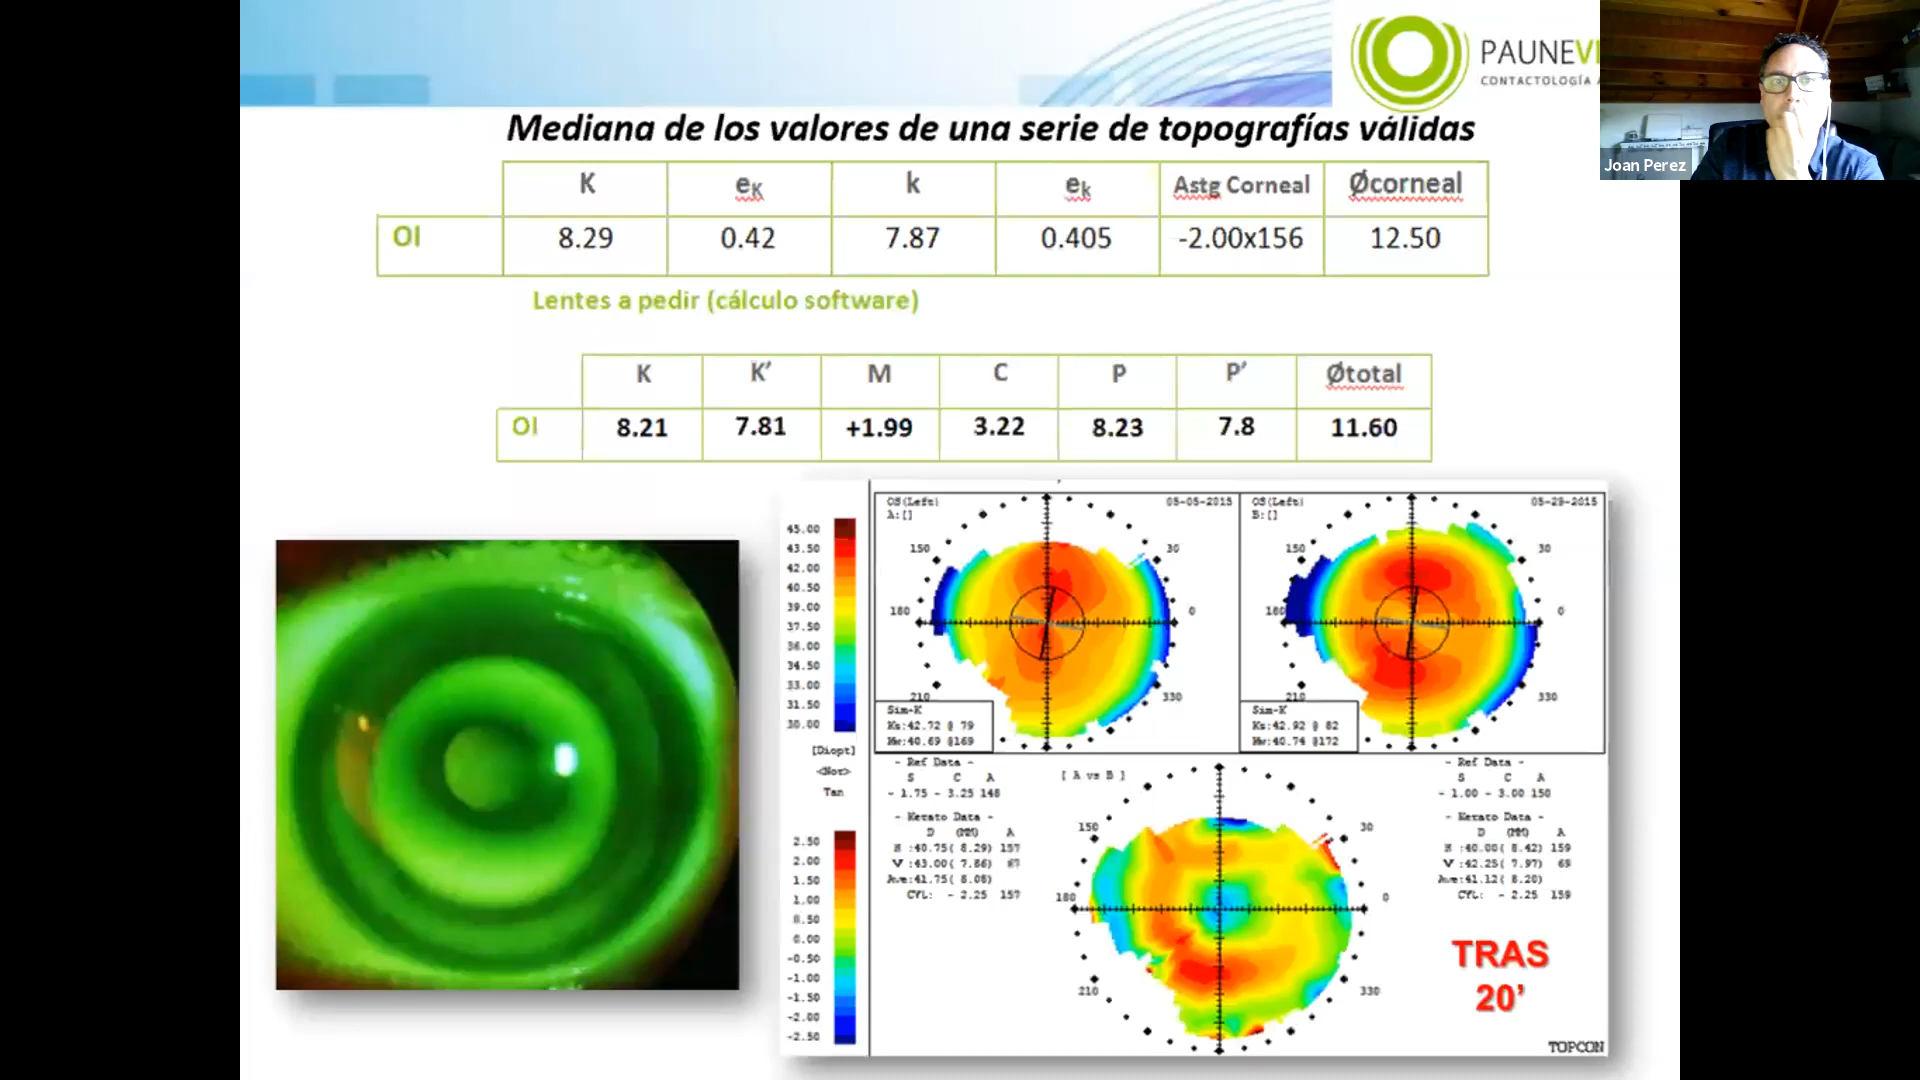 PAUNEVI
CONTACTOLOGÍA A
Joan Perez
Mediana de los valores de una serie de topografías válidas
K eK k ek Astg Corneal Øcorneal
OI 8.29 0.42 7.87 0.405 -2.00x156 12.50
Lentes a pedir (cálculo software)
K K’ M C P P’ Øtotal
OI 8.21 7.81 +1.99 3.22 8.23 7.8 11.60
45.00
43.50
42.00
40.50
39.00
37.50
36.00
34.50
33.00
31.50
30.00
[Diopt]
<Nor>
Tan
2.50
2.00
1.50
1.00
0.50
0.00
-0.50
-1.00
-1.50
-2.00
-2.50
OS(Left) 05-05-2015
A:[]
150 30
180 0
210 330
Sim-K
Ks:42.72 @ 79
40.69 @169
OS(Left) 05-29-2015
B:[]
150 30
180 0
210 330
Sim-K
Ks:42.92 @ 82
40.74 @172
- Ref Data -
S C A
- 1.75 - 3.25 148
- Kerato Data -
D (MM) A
H :40.75( 8.29) 157
V :43.00( 7.86) 67
Ave:41.75( 8.08)
CYL: - 2.25 157
[ A vs B ]
150 30
180 0
210 330
- Ref Data -
S C A
- 1.00 - 3.00 150
- Kerato Data -
D (MM) A
H :40.00( 8.42) 159
V :42.25( 7.97) 69
Ave:41.12( 8.20)
CYL: - 2.25 159
TRAS
20’
TOPCON